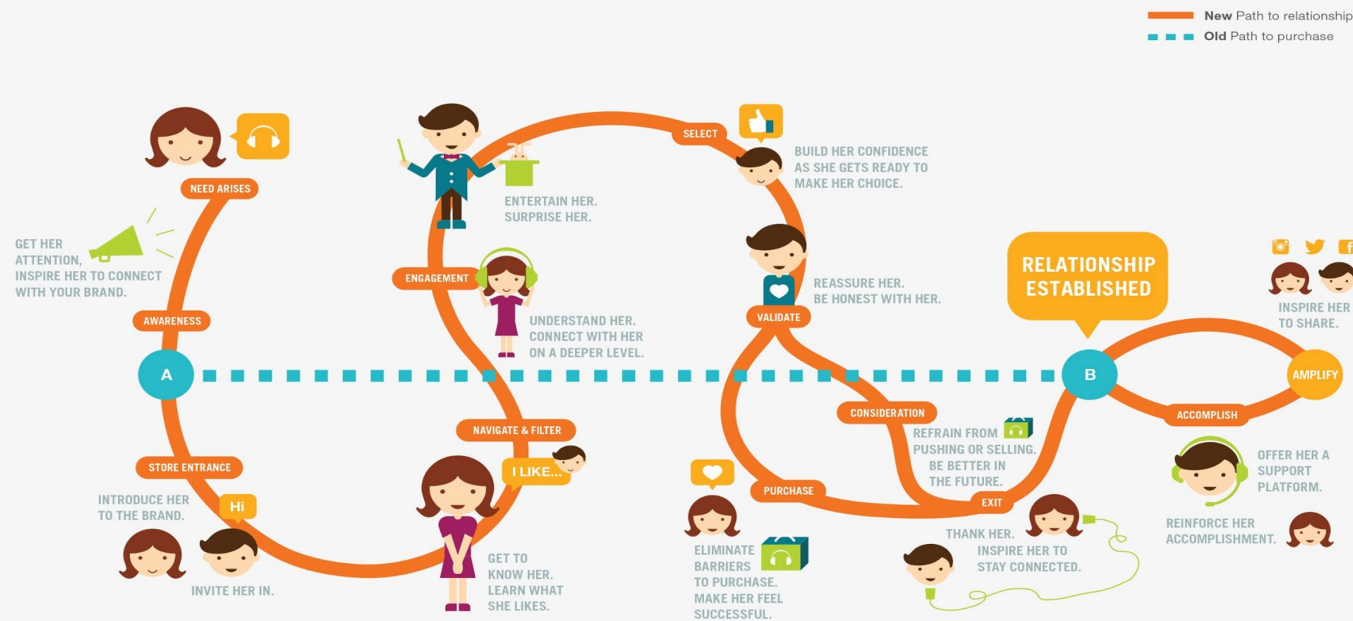 New Path to relationship
Old Path to purchase
NEED ARISES
GET HER
ATTENTION,
INSPIRE HER TO CONNECT
WITH YOUR BRAND.
AWARENESS
A
STORE ENTRANCE
INTRODUCE HER
TO THE BRAND.
Hi
INVITE HER IN.
GET TO
KNOW HER.
LEARN WHAT
SHE LIKES.
I LIKE...
NAVIGATE & FILTER
UNDERSTAND HER.
CONNECT WITH HER
ON A DEEPER LEVEL.
ENGAGEMENT
ENTERTAIN HER.
SURPRISE HER.
SELECT
BUILD HER CONFIDENCE
AS SHE GETS READY TO
MAKE HER CHOICE.
REASSURE HER.
BE HONEST WITH HER.
VALIDATE
CONSIDERATION
REFRAIN FROM
PUSHING OR SELLING.
BE BETTER IN
THE FUTURE.
PURCHASE
ELIMINATE
BARRIERS
TO PURCHASE.
MAKE HER FEEL
SUCCESSFUL.
EXIT
THANK HER.
INSPIRE HER TO
STAY CONNECTED.
RELATIONSHIP
ESTABLISHED
B
ACCOMPLISH
OFFER HER A
SUPPORT
PLATFORM.
REINFORCE HER
ACCOMPLISHMENT.
AMPLIFY
INSPIRE HER
TO SHARE.